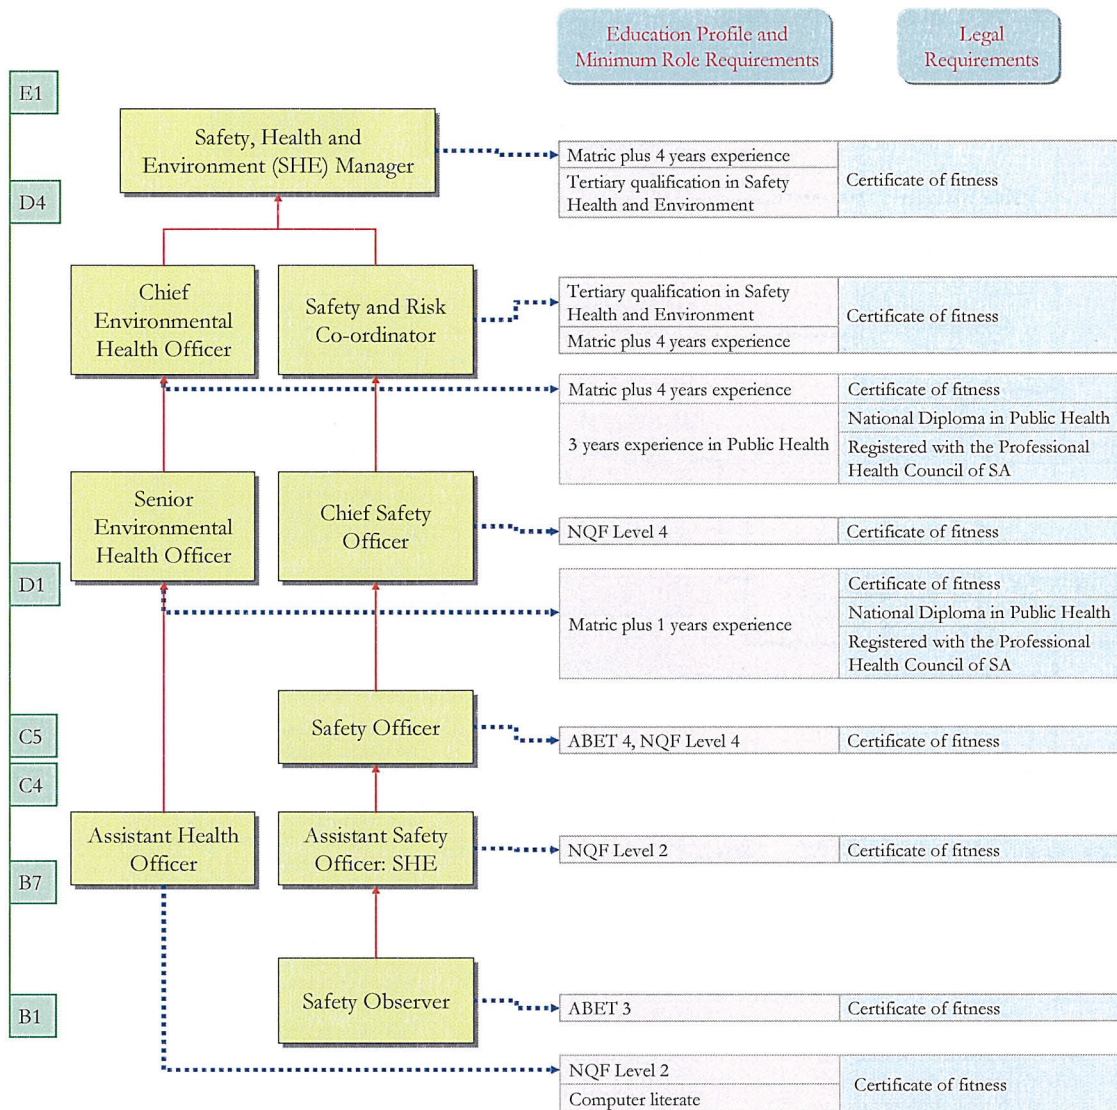 Education Profile and
Minimum Role Requirements
Legal
Requirements
E1
Safety, Health and
Environment (SHE) Manager
Matric plus 4 years experience
Tertiary qualification in Safety
Health and Environment
Certificate of fitness
D4
Chief
Environmental
Health Officer
Safety and Risk
Co-ordinator
Tertiary qualification in Safety
Health and Environment
Matric plus 4 years experience
Certificate of fitness
Matric plus 4 years experience
Certificate of fitness
3 years experience in Public Health
National Diploma in Public Health
Registered with the Professional
Health Council of SA
Senior
Environmental
Health Officer
Chief Safety
Officer
NQF Level 4
Certificate of fitness
D1
Matric plus 1 years experience
Certificate of fitness
National Diploma in Public Health
Registered with the Professional
Health Council of SA
C5
Safety Officer
ABET 4, NQF Level 4
Certificate of fitness
C4
Assistant Health
Officer
Assistant Safety
Officer: SHE
NQF Level 2
Certificate of fitness
B7
Safety Observer
ABET 3
Certificate of fitness
B1
NQF Level 2
Computer literate
Certificate of fitness